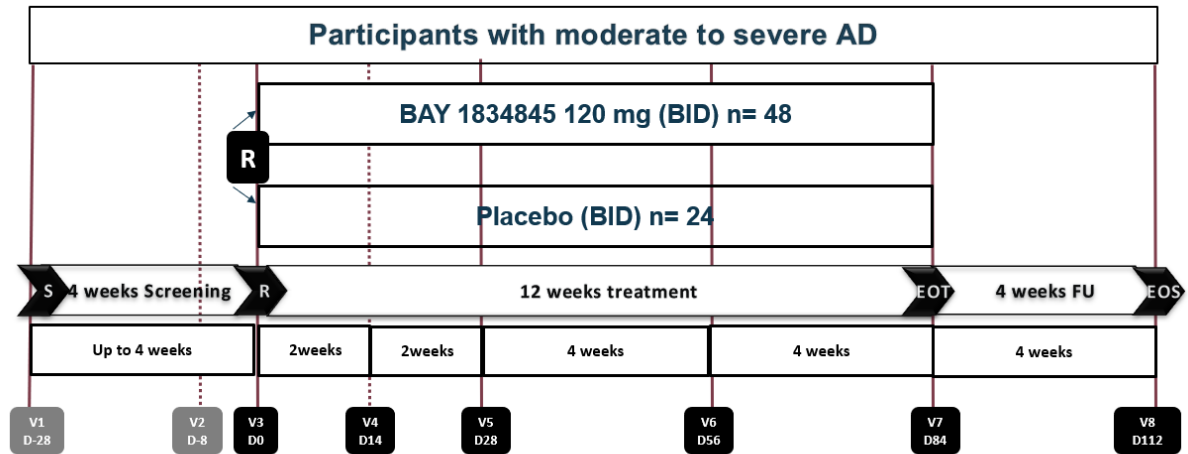 Participants with moderate to severe AD
BAY 1834845 120 mg (BID) n= 48
R
Placebo (BID) n= 24
S 4 weeks Screening R 12 weeks treatment EOT 4 weeks FU EOS
Up to 4 weeks 2weeks 2weeks 4 weeks 4 weeks 4 weeks
V1 V2 V3 V4 V5 V6 V7 V8
D-28 D-8 D0 D14 D28 D56 D84 D112